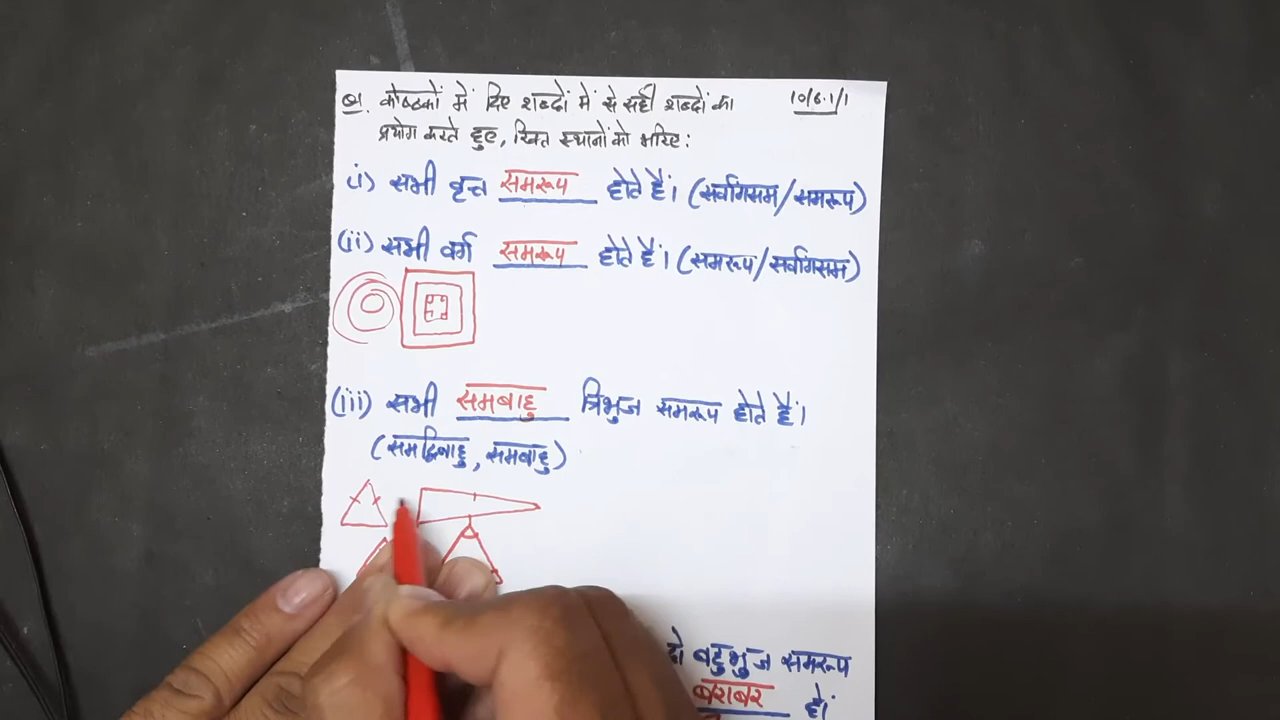 प्र. कोष्ठकों में दिए शब्दों में से सही शब्दों का 10/6.1/1
प्रयोग करते हुए, रिक्त स्थानों को भरिए:
(i) सभी वृत्त समरूप होते हैं। (सर्वांगसम/समरूप)
(ii) सभी वर्ग समरूप होते हैं। (समरूप/सर्वांगसम)
(iii) सभी समबाहु त्रिभुज समरूप होते हैं।
(समद्विबाहु, समबाहु)
दो बहुभुज समरूप
बराबर हों।